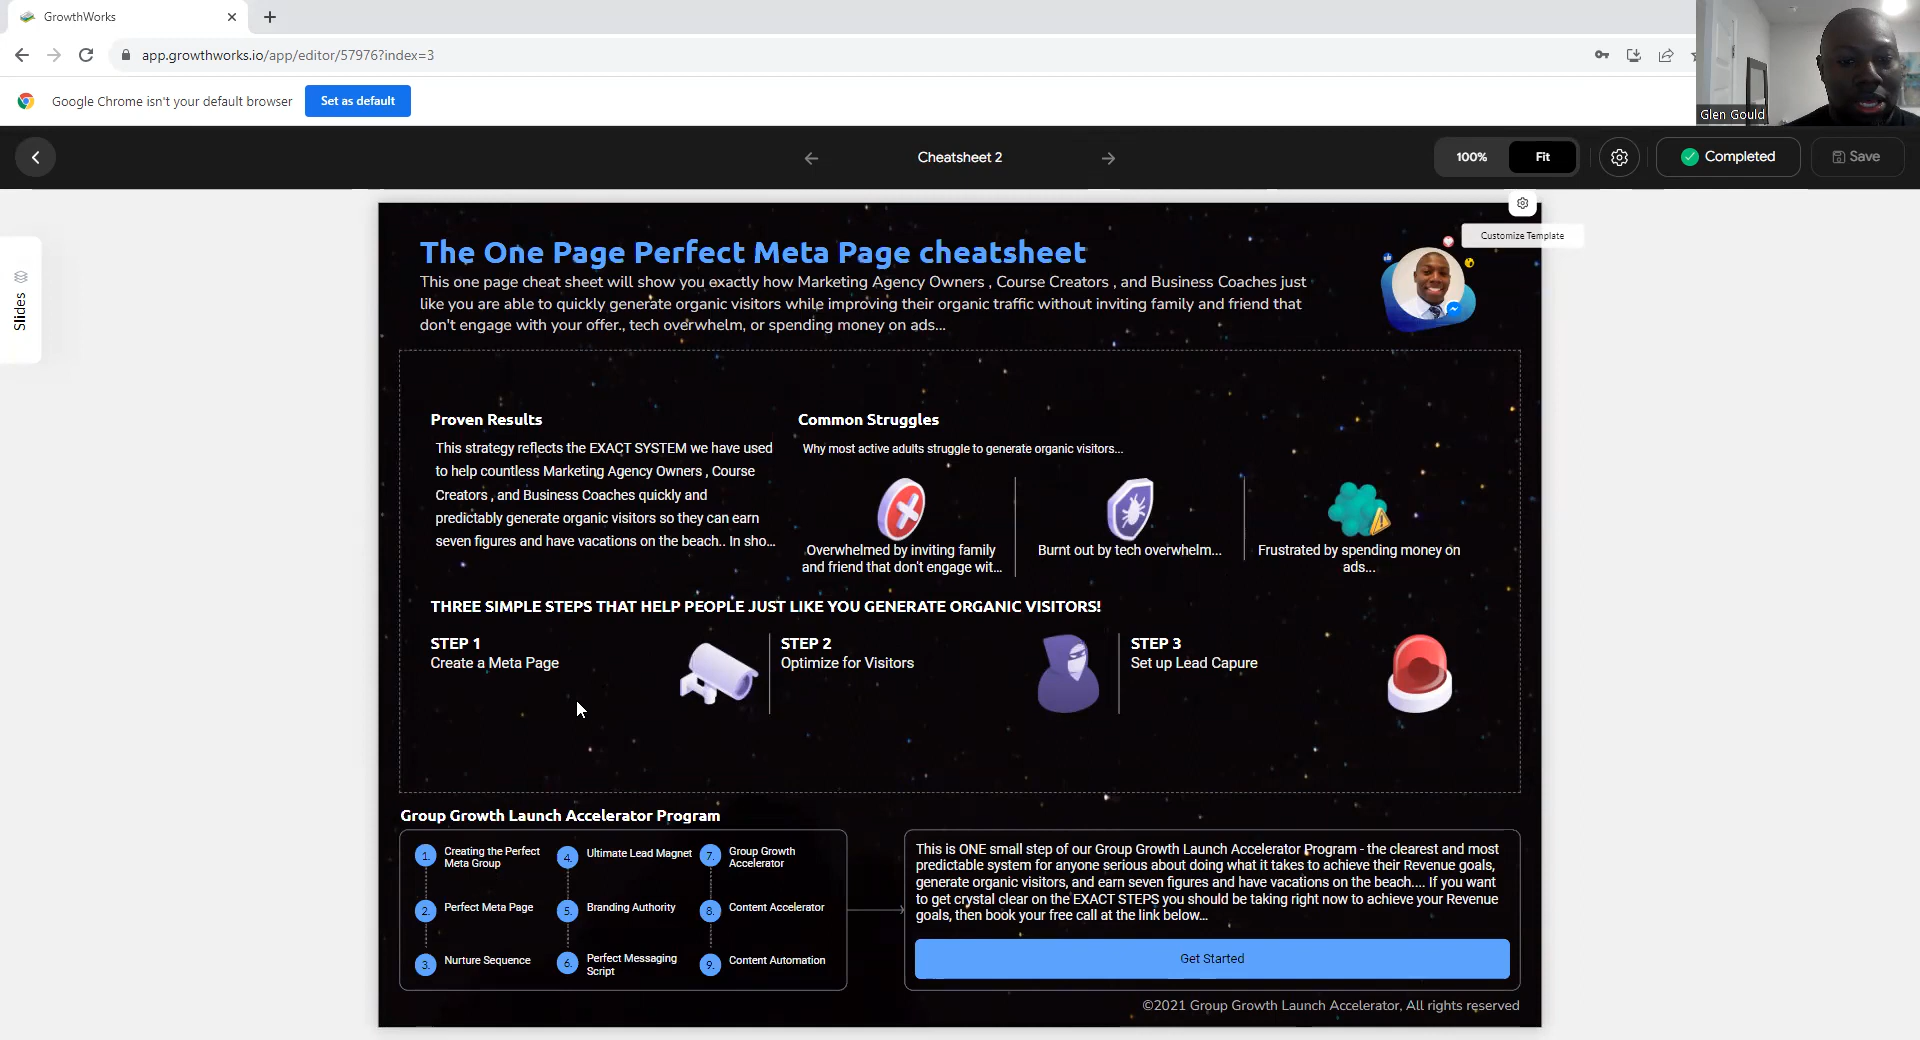 GrowthWorks
app.growthworks.io/app/editor/57976?index=3
Google Chrome isn't your default browser
Set as default
Glen Gould
Cheatsheet 2
100%
Fit
Completed
Save
Slides
Customize Template
The One Page Perfect Meta Page cheatsheet
This one page cheat sheet will show you exactly how Marketing Agency Owners , Course Creators , and Business Coaches just
like you are able to quickly generate organic visitors while improving their organic traffic without inviting family and friend that
don't engage with your offer., tech overwhelm, or spending money on ads...
Proven Results
This strategy reflects the EXACT SYSTEM we have used
to help countless Marketing Agency Owners , Course
Creators , and Business Coaches quickly and
predictably generate organic visitors so they can earn
seven figures and have vacations on the beach.. In sho...
Common Struggles
Why most active adults struggle to generate organic visitors...
Overwhelmed by inviting family
and friend that don't engage wit...
Burnt out by tech overwhelm...
Frustrated by spending money on
ads...
THREE SIMPLE STEPS THAT HELP PEOPLE JUST LIKE YOU GENERATE ORGANIC VISITORS!
STEP 1
Create a Meta Page
STEP 2
Optimize for Visitors
STEP 3
Set up Lead Capure
Group Growth Launch Accelerator Program
1. Creating the Perfect
Meta Group
2. Perfect Meta Page
3. Nurture Sequence
4. Ultimate Lead Magnet
5. Branding Authority
6. Perfect Messaging
Script
7. Group Growth
Accelerator
8. Content Accelerator
9. Content Automation
This is ONE small step of our Group Growth Launch Accelerator Program - the clearest and most
predictable system for anyone serious about doing what it takes to achieve their Revenue goals,
generate organic visitors, and earn seven figures and have vacations on the beach.... If you want
to get crystal clear on the EXACT STEPS you should be taking right now to achieve your Revenue
goals, then book your free call at the link below...
Get Started
©2021 Group Growth Launch Accelerator, All rights reserved